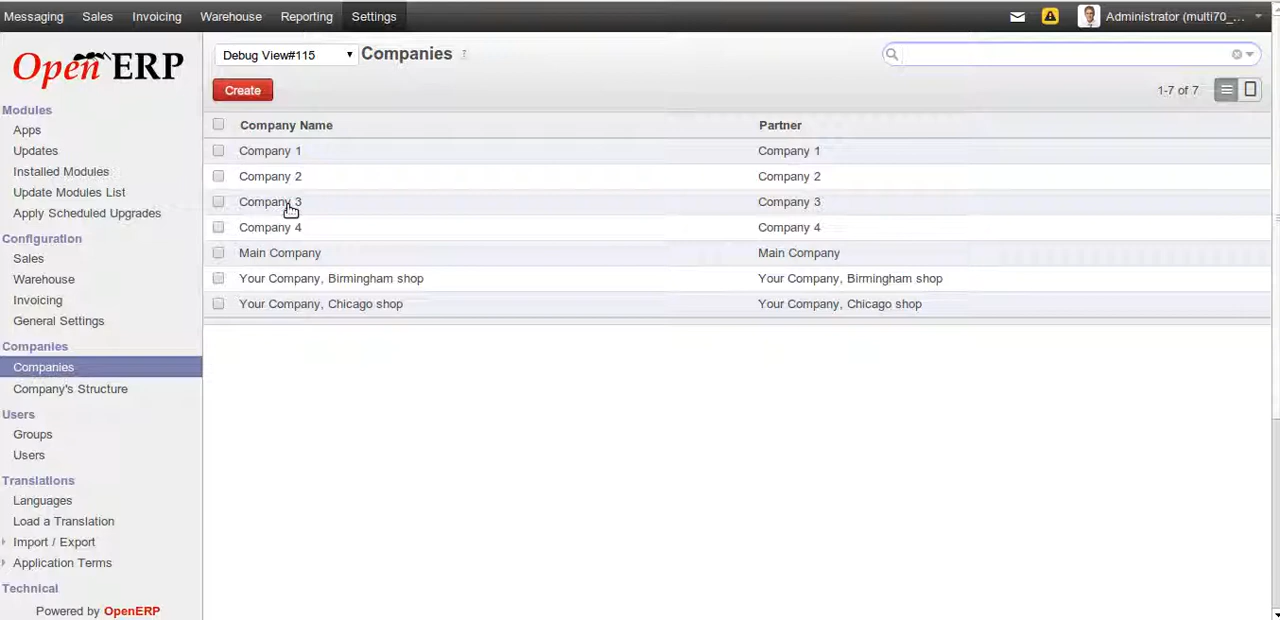 Messaging Sales Invoicing Warehouse Reporting Settings Administrator (multi70_...
Open ERP
Debug View#115 Companies
Create 1-7 of 7
Modules
Apps
Updates
Installed Modules
Update Modules List
Apply Scheduled Upgrades
Configuration
Sales
Warehouse
Invoicing
General Settings
Companies
Companies
Company's Structure
Users
Groups
Users
Translations
Languages
Load a Translation
Import / Export
Application Terms
Technical
Powered by OpenERP
Company Name Partner
Company 1 Company 1
Company 2 Company 2
Company 3 Company 3
Company 4 Company 4
Main Company Main Company
Your Company, Birmingham shop Your Company, Birmingham shop
Your Company, Chicago shop Your Company, Chicago shop